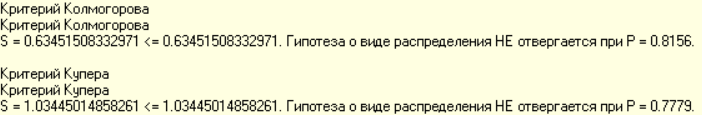 Критерий Колмогорова
Критерий Колмогорова
S = 0.63451508332971 <= 0.63451508332971. Гипотеза о виде распределения НЕ отвергается при P = 0.8156.
Критерий Купера
Критерий Купера
S = 1.03445014858261 <= 1.03445014858261. Гипотеза о виде распределения НЕ отвергается при P = 0.7779.